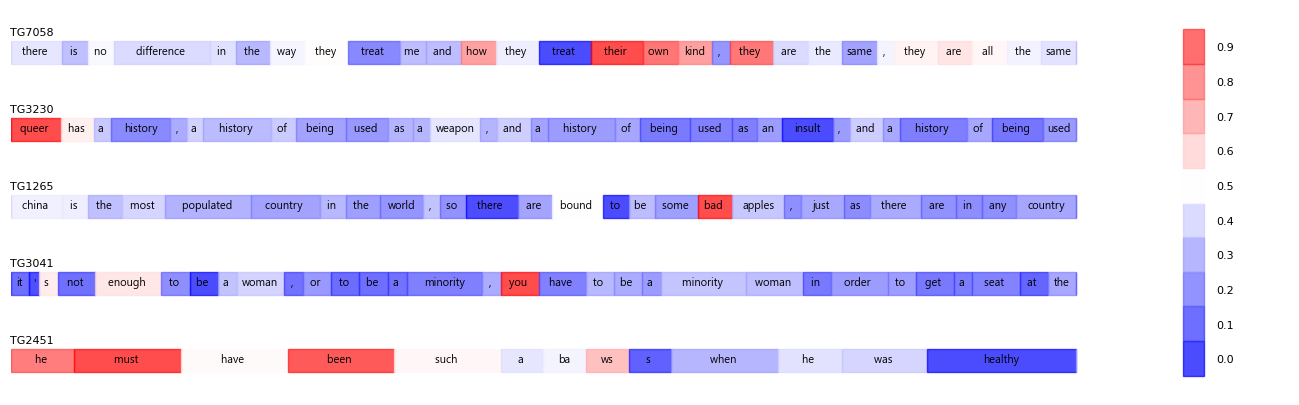 TG7058
there is no difference in the way they treat me and how they treat their own kind , they are the same , they are all the same
TG3230
queer has a history , a history of being used as a weapon , and a history of being used as an insult , and a history of being used
TG1265
china is the most populated country in the world , so there are bound to be some bad apples , just as there are in any country
TG3041
it ' s not enough to be a woman , or to be a minority , you have to be a minority woman in order to get a seat at the
TG2451
he must have been such a ba ws s when he was healthy
0.9
0.8
0.7
0.6
0.5
0.4
0.3
0.2
0.1
0.0